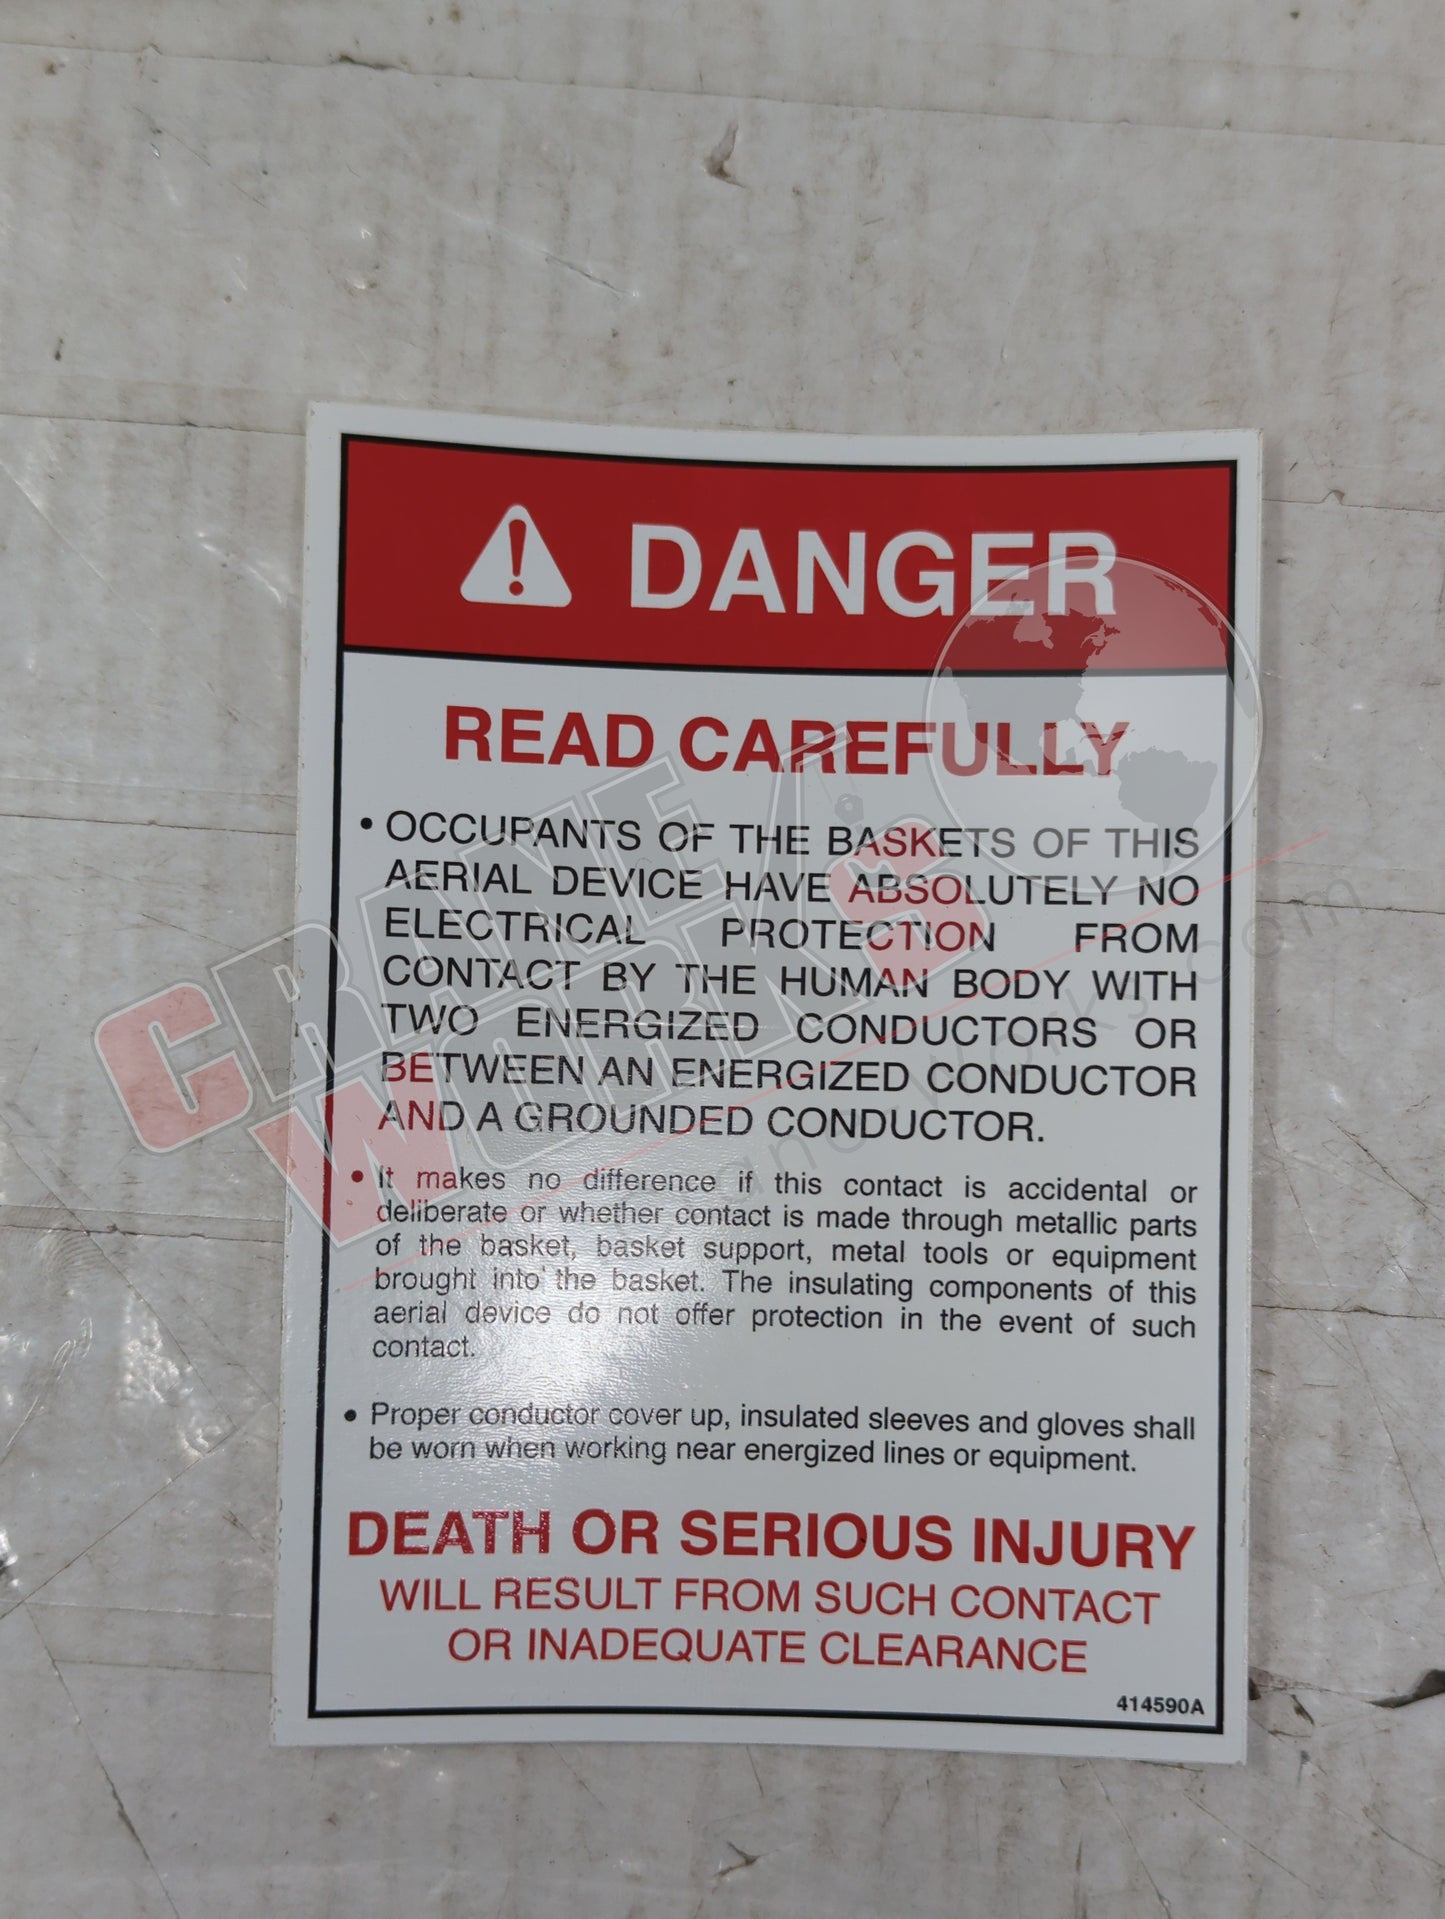 DANGER
READ CAREFULLY
• OCCUPANTS OF THE BASKETS OF THIS
AERIAL DEVICE HAVE ABSOLUTELY NO
ELECTRICAL PROTECTION FROM
CONTACT BY THE HUMAN BODY WITH
TWO ENERGIZED CONDUCTORS OR
BETWEEN AN ENERGIZED CONDUCTOR
AND A GROUNDED CONDUCTOR.
• It makes no difference if this contact is accidental or
deliberate or whether contact is made through metallic parts
of the basket, basket support, metal tools or equipment
brought into the basket. The insulating components of this
aerial device do not offer protection in the event of such
contact.
• Proper conductor cover up, insulated sleeves and gloves shall
be worn when working near energized lines or equipment.
DEATH OR SERIOUS INJURY
WILL RESULT FROM SUCH CONTACT
OR INADEQUATE CLEARANCE
414590A
CRANE
WORKS